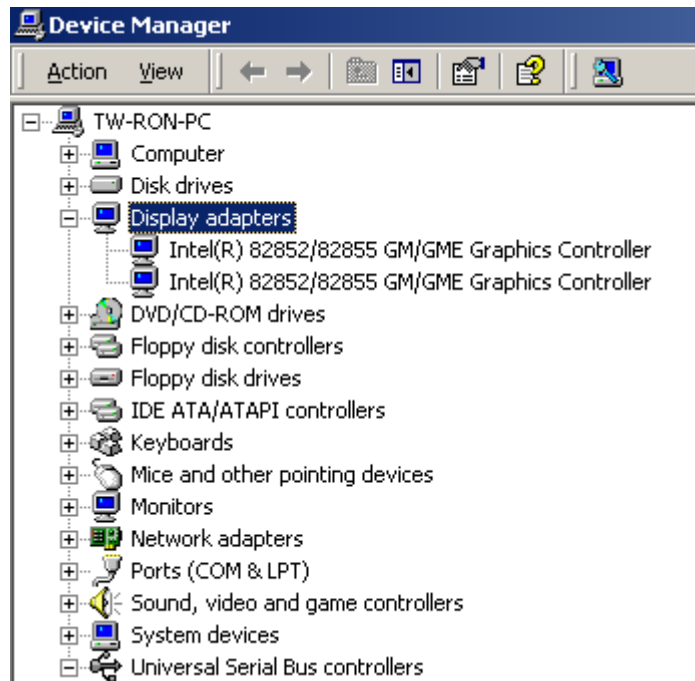 Device Manager
Action View
TW-RON-PC
Computer
Disk drives
Display adapters
Intel(R) 82852/82855 GM/GME Graphics Controller
Intel(R) 82852/82855 GM/GME Graphics Controller
DVD/CD-ROM drives
Floppy disk controllers
Floppy disk drives
IDE ATA/ATAPI controllers
Keyboards
Mice and other pointing devices
Monitors
Network adapters
Ports (COM & LPT)
Sound, video and game controllers
System devices
Universal Serial Bus controllers